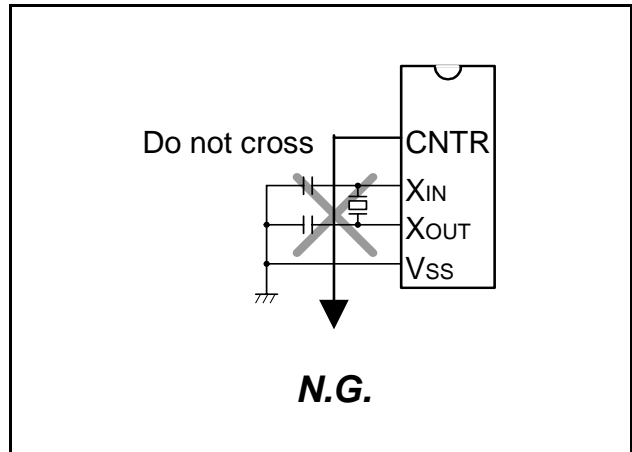 Do not cross
CNTR
XIN
XOUT
VSS
N.G.